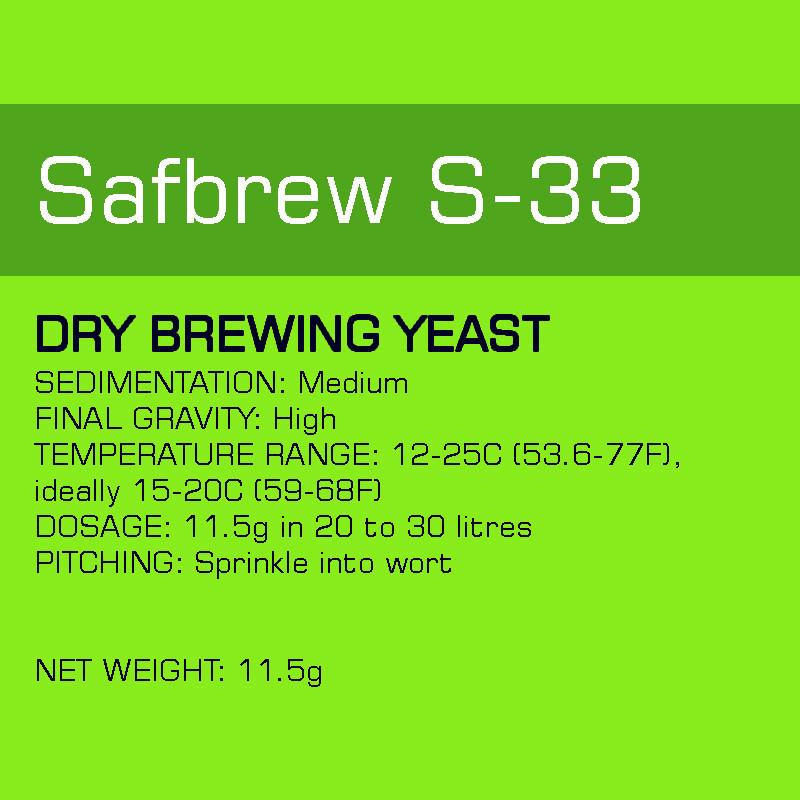 Safbrew S-33
DRY BREWING YEAST
SEDIMENTATION: Medium
FINAL GRAVITY: High
TEMPERATURE RANGE: 12-25C (53.6-77F),
ideally 15-20C (59-68F)
DOSAGE: 11.5g in 20 to 30 litres
PITCHING: Sprinkle into wort
NET WEIGHT: 11.5g